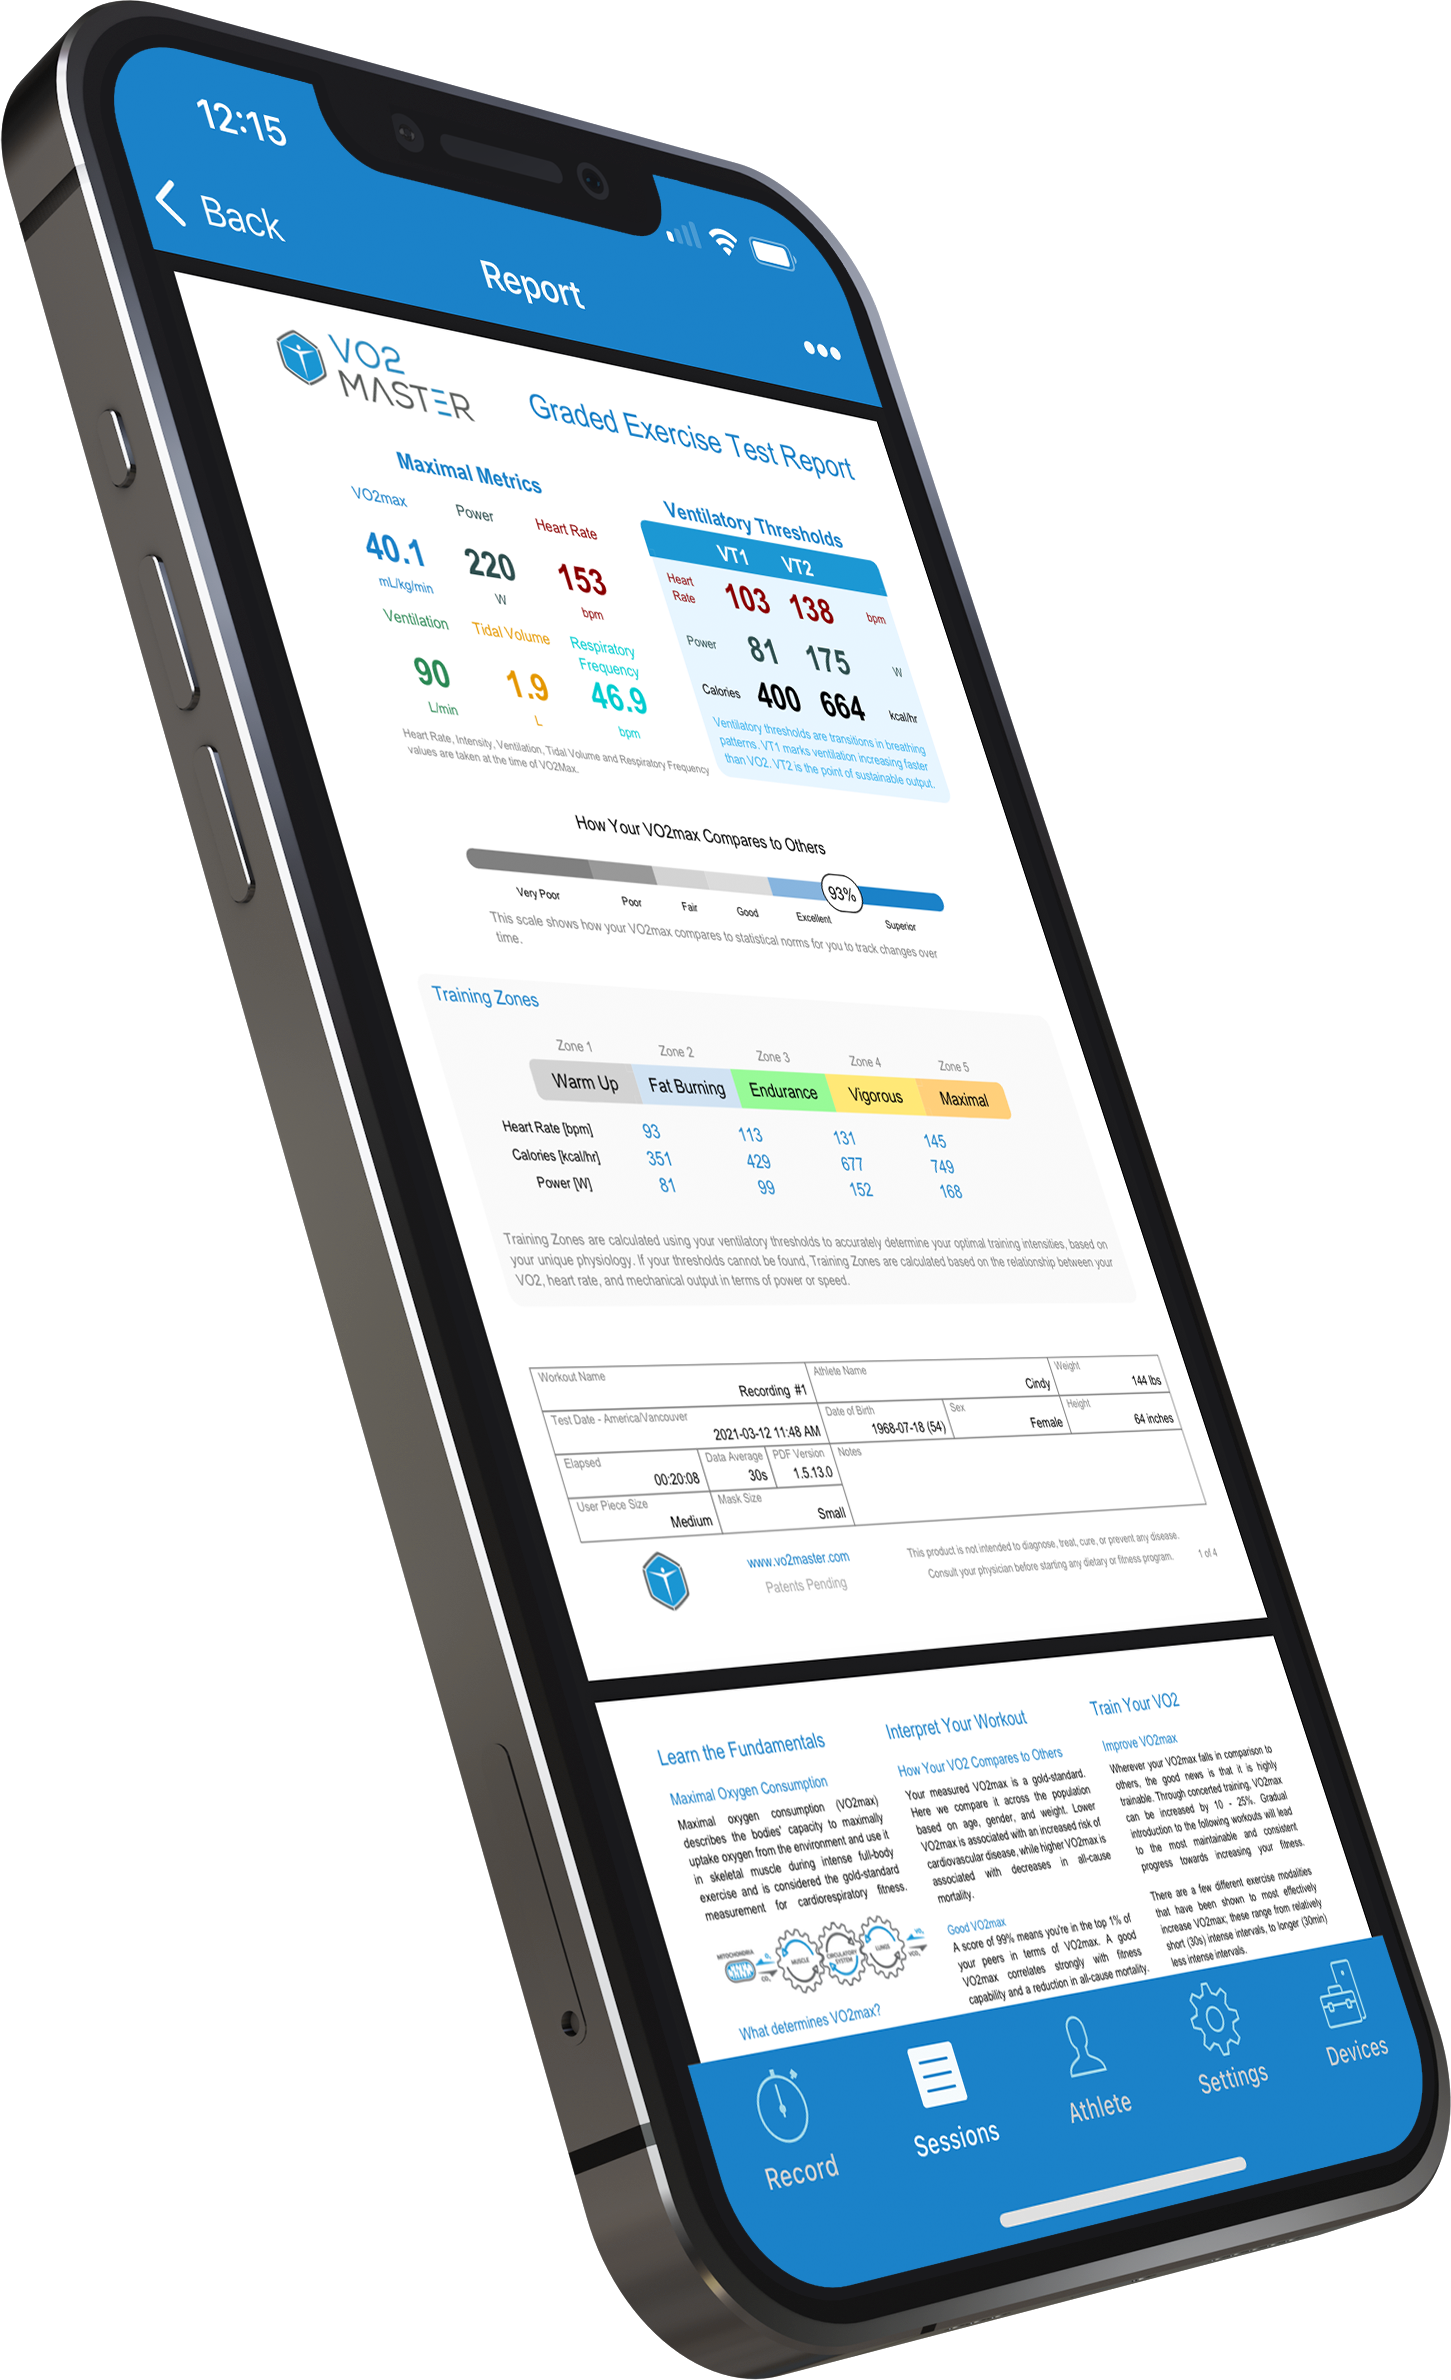 12:15
Back
Report
VO2
MASTER
Graded Exercise Test Report
Maximal Metrics
VO2max
Power
Heart Rate
40.1
220
153
mL/kg/min
W
bpm
Ventilation
Tidal Volume
Respiratory
Frequency
90
1.9
46.9
L/min
L
bpm
Heart Rate, Intensity, Ventilation, Tidal Volume and Respiratory Frequency
values are taken at the time of VO2Max.
Ventilatory Thresholds
VT1 VT2
Heart
Rate
103 138 bpm
Power 81 175 W
Calories 400 664 kcal/hr
Ventilatory thresholds are transitions in breathing
patterns. VT1 marks ventilation increasing faster
than VO2. VT2 is the point of sustainable output.
How Your VO2max Compares to Others
93%
Very Poor Poor Fair Good Excellent Superior
This scale shows how your VO2max compares to statistical norms for you to track changes over
time.
Training Zones
Zone 1 Zone 2 Zone 3 Zone 4 Zone 5
Warm Up Fat Burning Endurance Vigorous Maximal
Heart Rate [bpm] 93 113 131 145
Calories [kcal/hr] 351 429 677 749
Power [W] 81 99 152 168
Training Zones are calculated using your ventilatory thresholds to accurately determine your optimal training intensities, based on
your unique physiology. If your thresholds cannot be found, Training Zones are calculated based on the relationship between your
VO2, heart rate, and mechanical output in terms of power or speed.
Workout Name
Recording #1
Athlete Name
Cindy
Weight
144 lbs
Test Date - America/Vancouver
2021-03-12 11:48 AM
Date of Birth
1968-07-18 (54)
Sex
Female
Height
64 inches
Elapsed
00:20:08
Data Average
30s
PDF Version
1.5.13.0
Notes
User Piece Size
Medium
Mask Size
Small
www.vo2master.com
Patents Pending
This product is not intended to diagnose, treat, cure, or prevent any disease.
Consult your physician before starting any dietary or fitness program.
1 of 4
Learn the Fundamentals
Maximal Oxygen Consumption
Maximal oxygen consumption (VO2max)
describes the bodies' capacity to maximally
uptake oxygen from the environment and use it
in skeletal muscle during intense full-body
exercise and is considered the gold-standard
measurement for cardiorespiratory fitness.
MITOCHONDRIA
O₂
CO₂
MUSCLE
CIRCULATORY
SYSTEM
LUNGS
VO₂
VCO₂
What determines VO2max?
Interpret Your Workout
How Your VO2 Compares to Others
Your measured VO2max is a gold-standard.
Here we compare it across the population
based on age, gender, and weight. Lower
VO2max is associated with an increased risk of
cardiovascular disease, while higher VO2max is
associated with decreases in all-cause
mortality.
Good VO2max
A score of 99% means you're in the top 1% of
your peers in terms of VO2max. A good
VO2max correlates strongly with fitness
capability and a reduction in all-cause mortality.
Train Your VO2
Improve VO2max
Wherever your VO2max falls in comparison to
others, the good news is that it is highly
trainable. Through concerted training, VO2max
can be increased by 10 - 25%. Gradual
introduction to the following workouts will lead
to the most maintainable and consistent
progress towards increasing your fitness.
There are a few different exercise modalities
that have been shown to most effectively
increase VO2max; these range from relatively
short (30s) intense intervals, to longer (30min)
less intense intervals.
Record
Sessions
Athlete
Settings
Devices